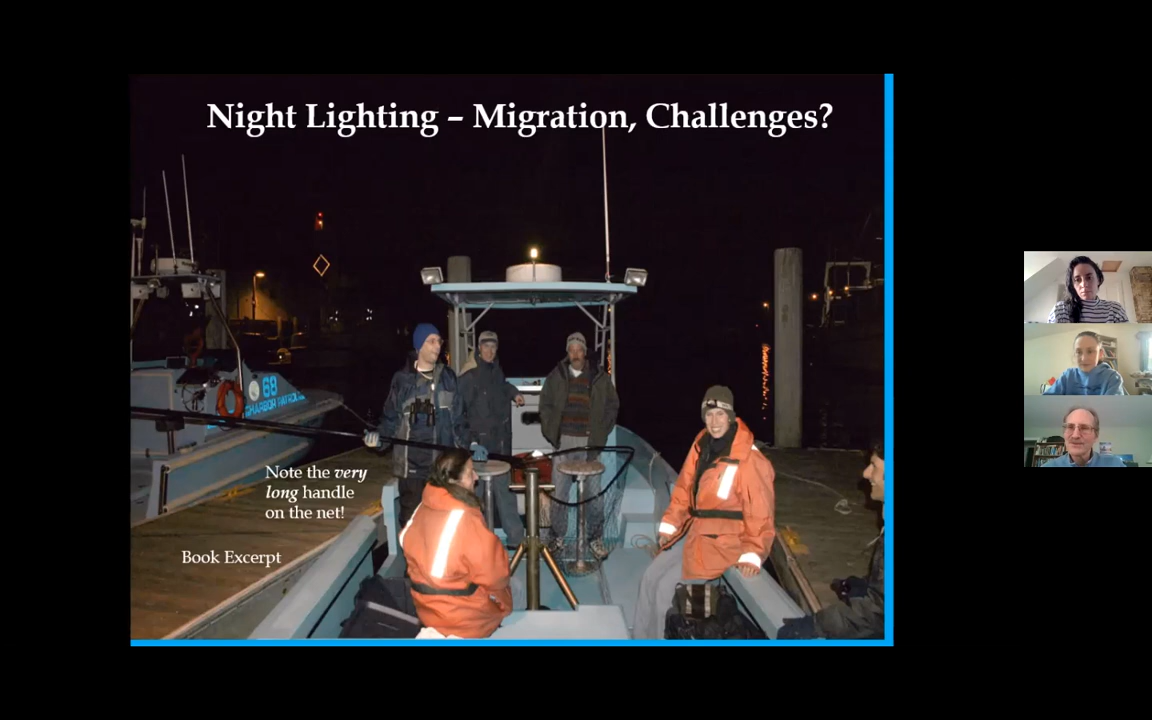 Night Lighting – Migration, Challenges?
68
HARBOR PATROL
Note the very
long handle
on the net!
Book Excerpt